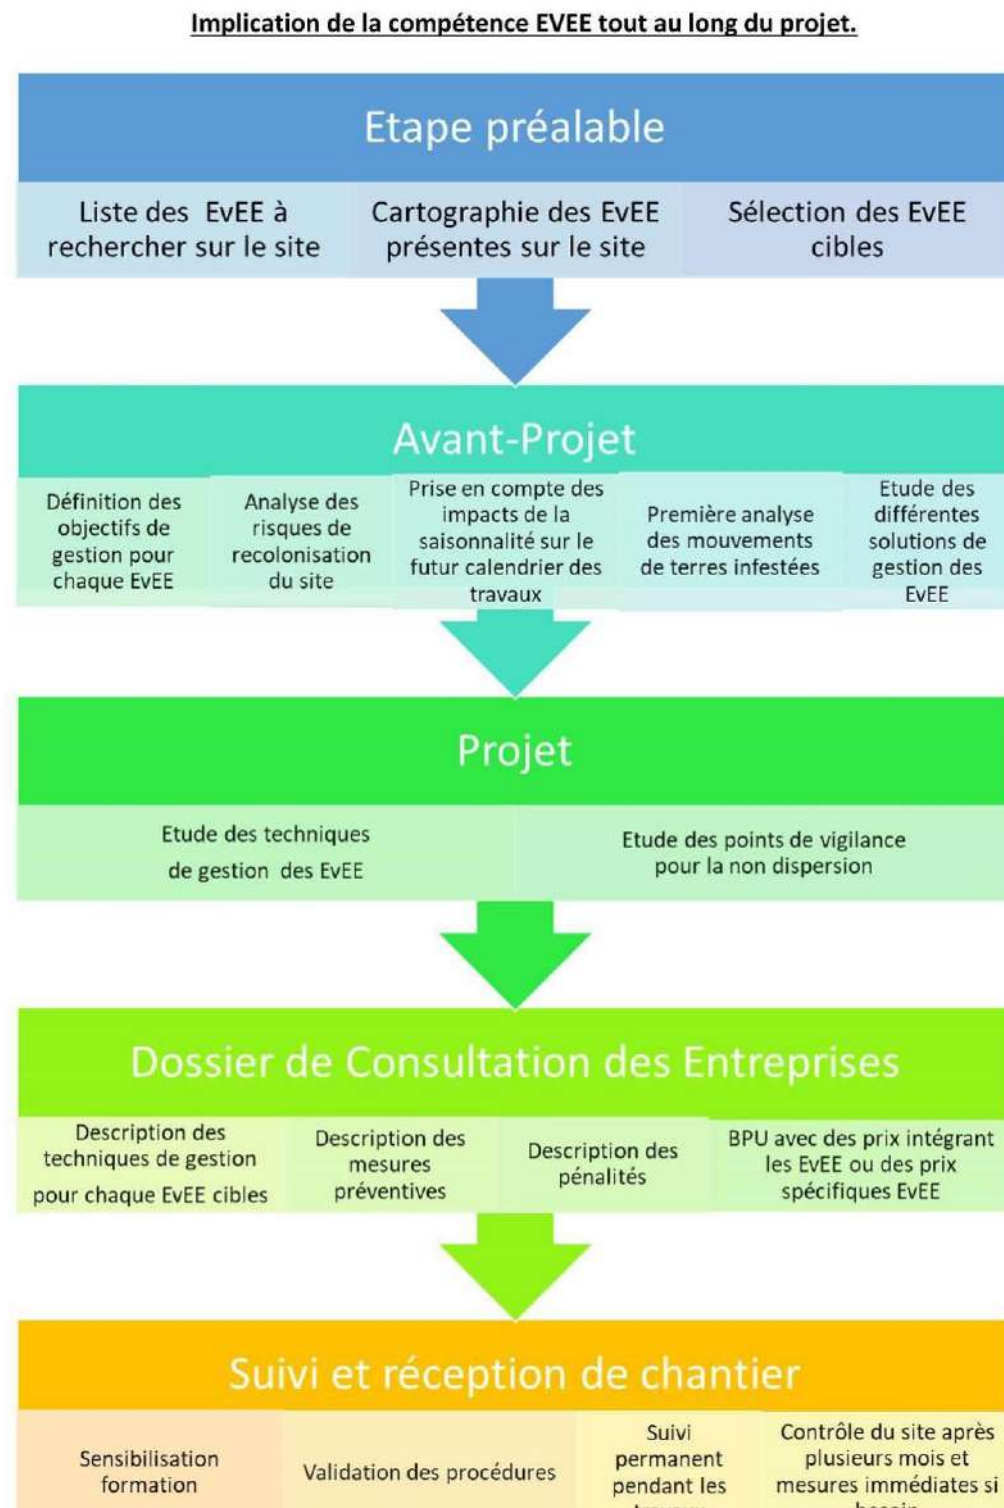 Implication de la compétence EVEE tout au long du projet.
Etape préalable
Liste des EvEE à
rechercher sur le site
Cartographie des EvEE
présentes sur le site
Sélection des EvEE
cibles
Avant-Projet
Définition des
objectifs de
gestion pour
chaque EvEE
Analyse des
risques de
recolonisation
du site
Prise en compte des
impacts de la
saisonnalité sur le
futur calendrier des
travaux
Première analyse
des mouvements
de terres infestées
Etude des
différentes
solutions de
gestion des
EvEE
Projet
Etude des techniques
de gestion des EvEE
Etude des points de vigilance
pour la non dispersion
Dossier de Consultation des Entreprises
Description des
techniques de gestion
pour chaque EvEE cibles
Description des
mesures
préventives
Description des
pénalités
BPU avec des prix intégrant
les EvEE ou des prix
spécifiques EvEE
Suivi et réception de chantier
Sensibilisation
formation
Validation des procédures
Suivi
permanent
pendant les
Contrôle du site après
plusieurs mois et
mesures immédiates si